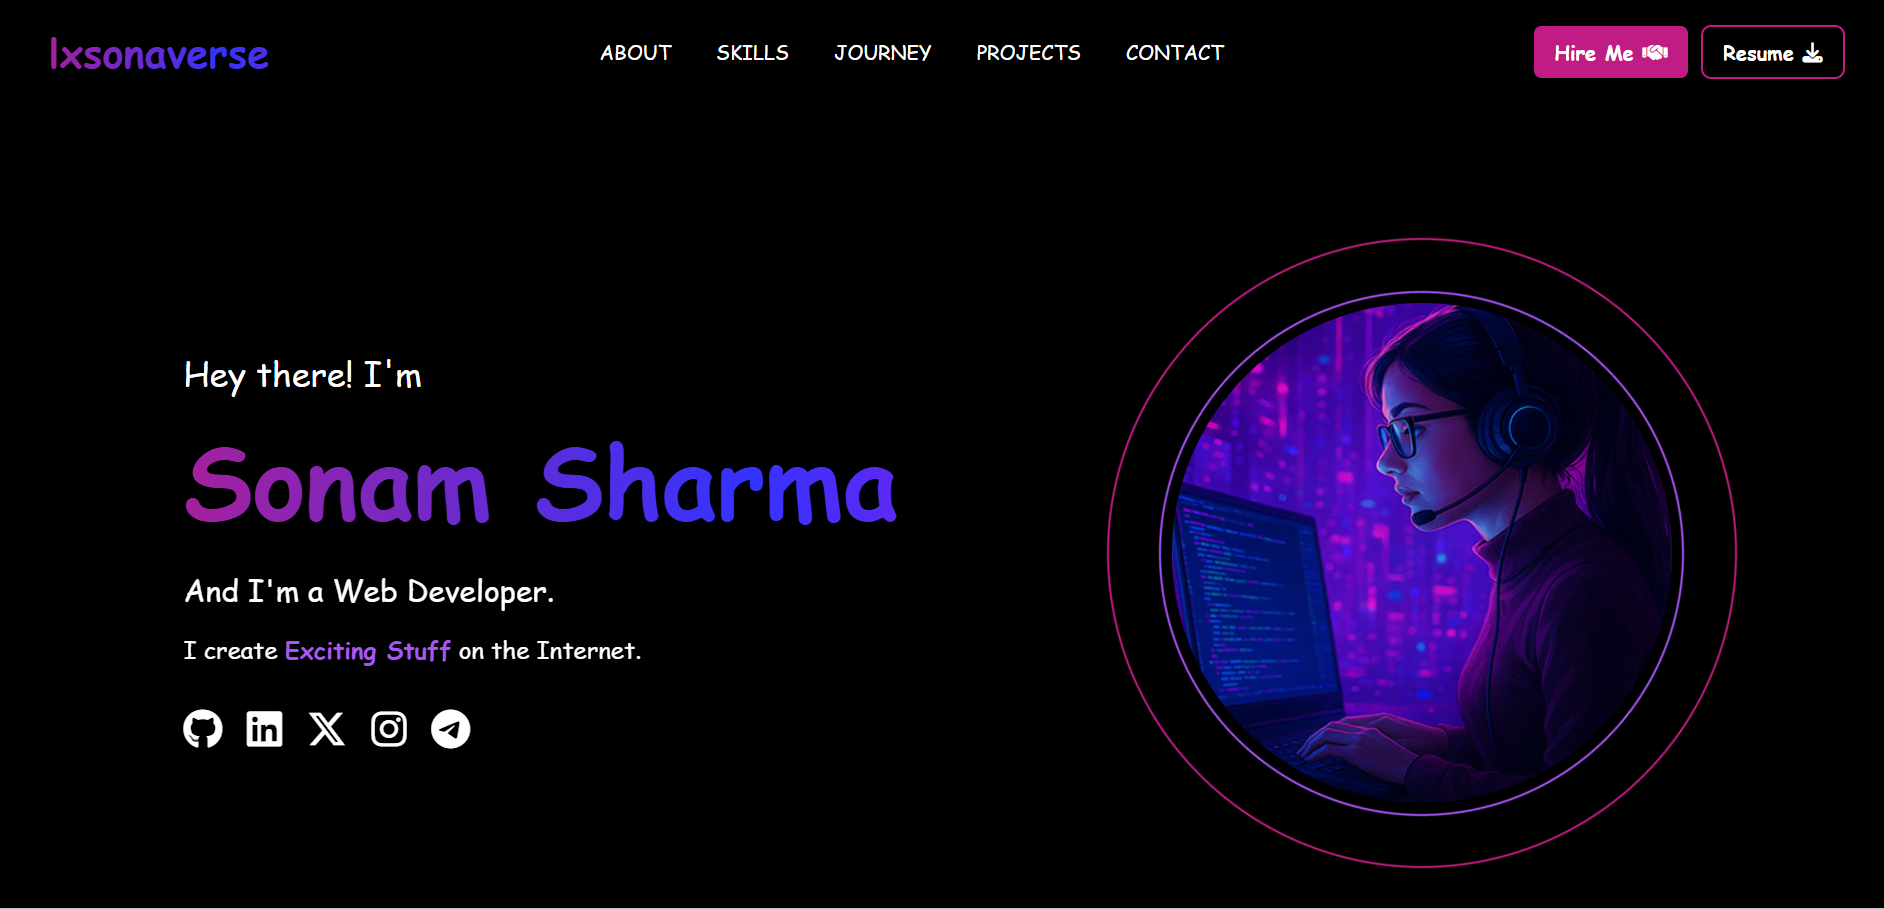 lxsonaverse
ABOUT SKILLS JOURNEY PROJECTS CONTACT
Hire Me Resume
Hey there! I'm
Sonam Sharma
And I'm a Web Developer.
I create Exciting Stuff on the Internet.